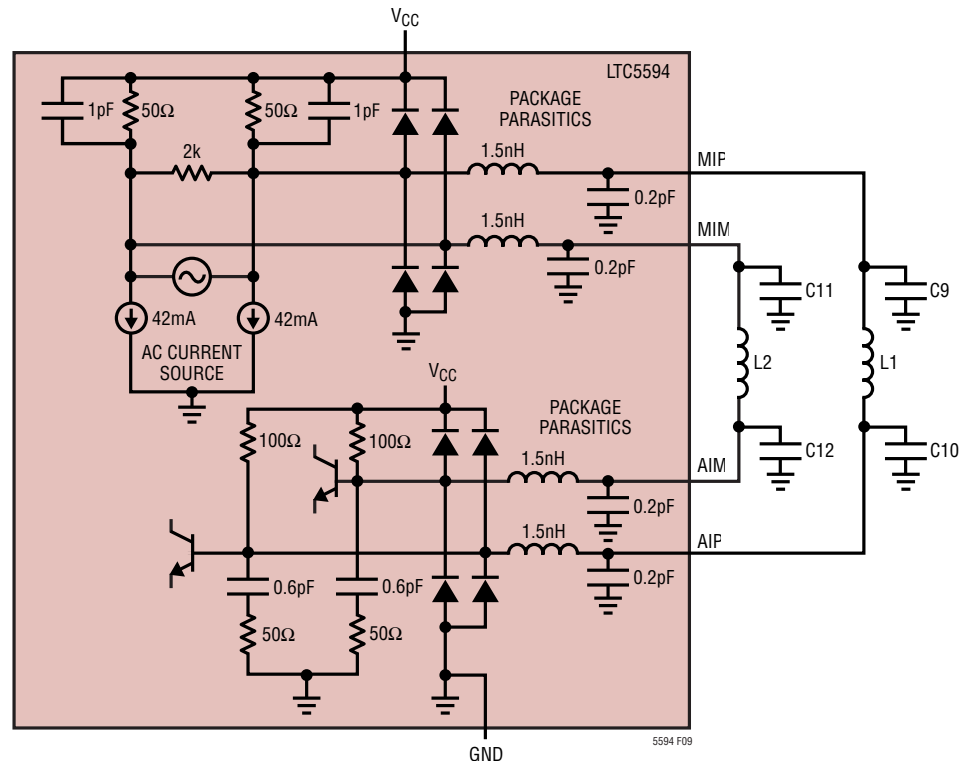 VCC
LTC5594
1pF
50Ω
50Ω
1pF
PACKAGE
PARASITICS
2k
1.5nH
MIP
0.2pF
1.5nH
MIM
0.2pF
C11
C9
42mA
42mA
AC CURRENT
SOURCE
L2
L1
VCC
PACKAGE
PARASITICS
100Ω
100Ω
C12
C10
1.5nH
AIM
0.2pF
1.5nH
AIP
0.2pF
0.6pF
0.6pF
50Ω
50Ω
GND
5594 F09